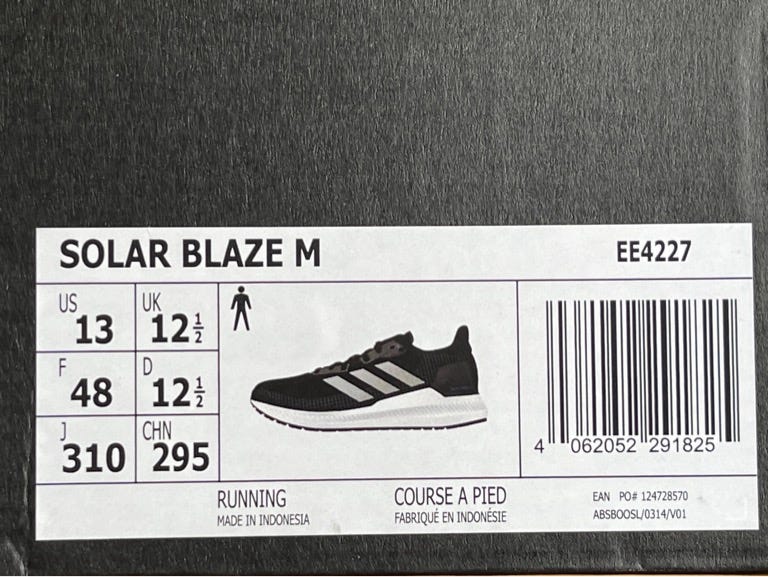 SOLAR BLAZE M
EE4227
US 13
UK 12½
F 48
D 12½
J 310
CHN 295
4 062052 291825
RUNNING
MADE IN INDONESIA
COURSE A PIED
FABRIQUÉ EN INDONÉSIE
EAN PO# 124728570
ABSBOOSL/0314/V01